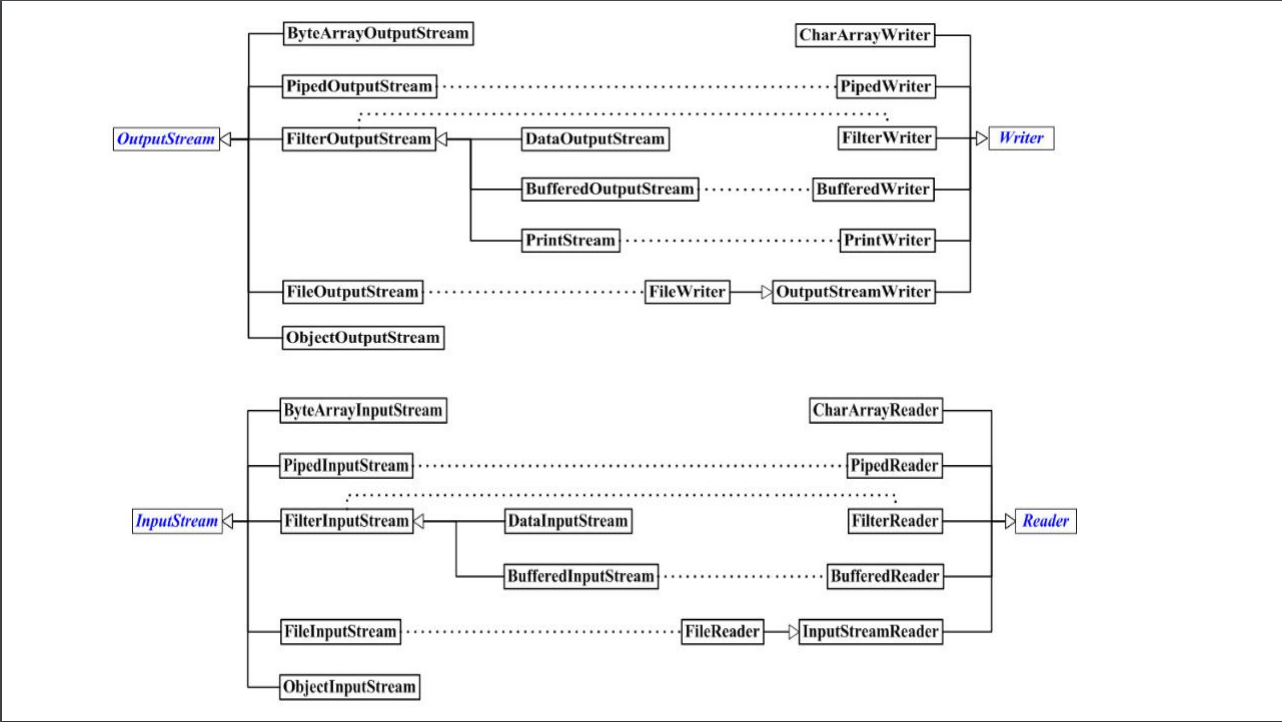 ByteArrayOutputStream
CharArrayWriter
PipedOutputStream
PipedWriter
OutputStream
FilterOutputStream
DataOutputStream
FilterWriter
Writer
BufferedOutputStream
BufferedWriter
PrintStream
PrintWriter
FileOutputStream
FileWriter
OutputStreamWriter
ObjectOutputStream
ByteArrayInputStream
CharArrayReader
PipedInputStream
PipedReader
InputStream
FilterInputStream
DataInputStream
FilterReader
Reader
BufferedInputStream
BufferedReader
FileInputStream
FileReader
InputStreamReader
ObjectInputStream